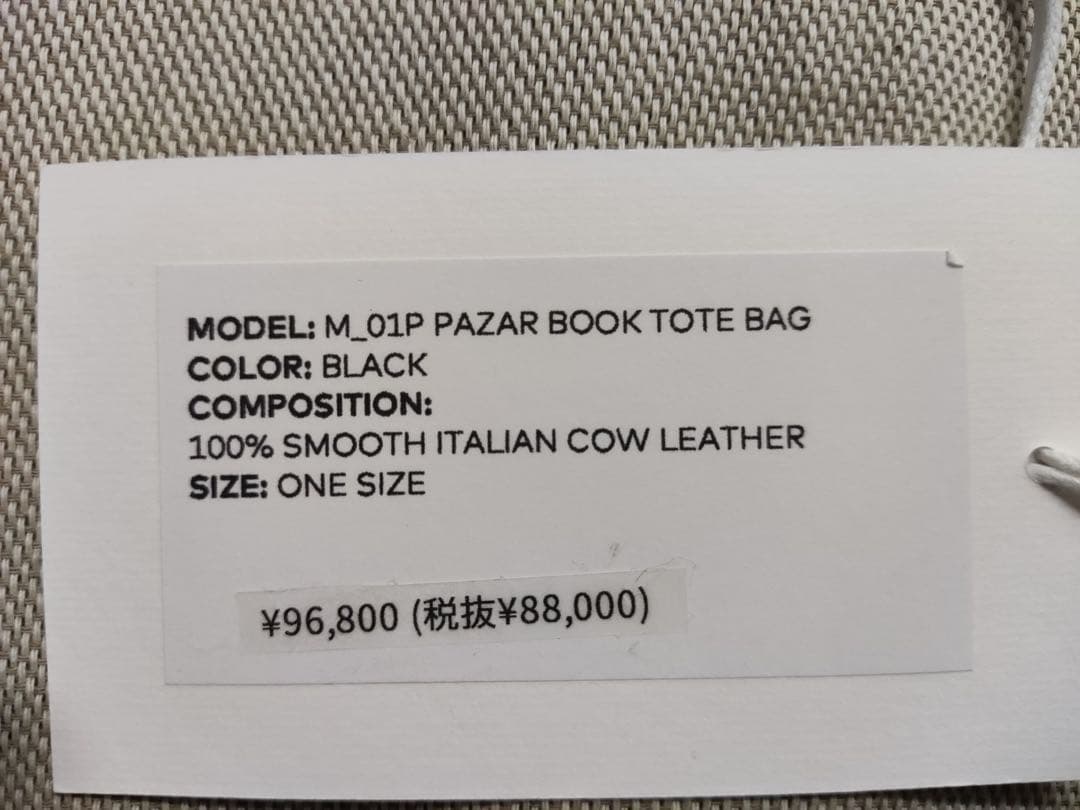 MODEL: M_01P PAZAR BOOK TOTE BAG
COLOR: BLACK
COMPOSITION:
100% SMOOTH ITALIAN COW LEATHER
SIZE: ONE SIZE
¥96,800 (税抜¥88,000)